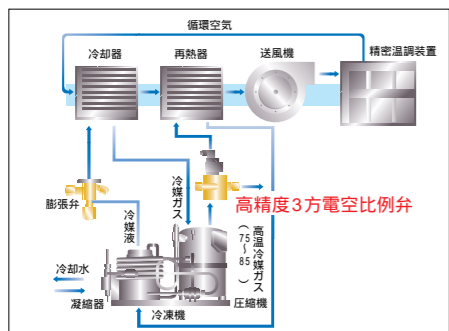 循環空気
冷却器
再熱器
送風機
精密温調装置
膨張弁
冷媒液
冷媒ガス
高精度3方電空比例弁
高温冷媒ガス
(75～85)
冷却水
凝縮器
冷凍機
圧縮機